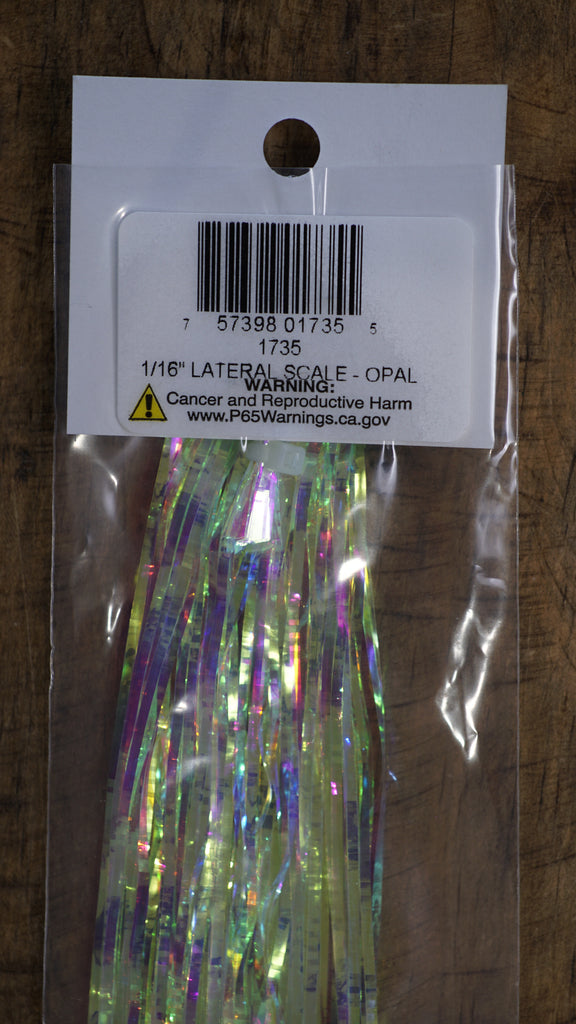 7 57398 01735 5
1735
1/16" LATERAL SCALE - OPAL
WARNING:
Cancer and Reproductive Harm
www.P65Warnings.ca.gov